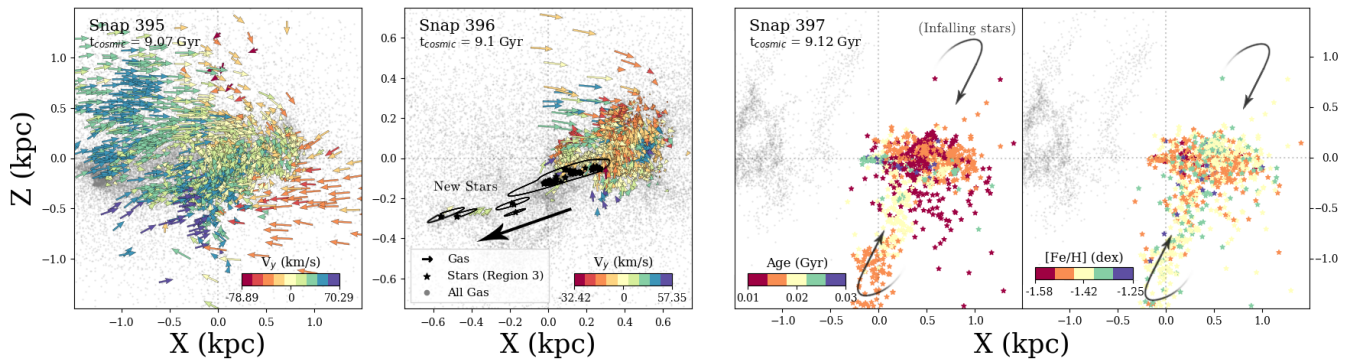 Snap 395
t_cosmic = 9.07 Gyr
1.0
0.5
0.0
−0.5
−1.0
Z (kpc)
V_y (km/s)
-78.89 0 70.29
−1.0 −0.5 0.0 0.5 1.0
X (kpc)
Snap 396
t_cosmic = 9.1 Gyr
0.6
0.4
0.2
0.0
−0.2
−0.4
−0.6
New Stars
Gas
Stars (Region 3)
All Gas
V_y (km/s)
-32.42 0 57.35
−0.6 −0.4 −0.2 0.0 0.2 0.4 0.6
X (kpc)
Snap 397
t_cosmic = 9.12 Gyr
(Infalling stars)
Age (Gyr)
0.01 0.02 0.03
−1.0 −0.5 0.0 0.5 1.0
X (kpc)
[Fe/H] (dex)
-1.58 -1.42 -1.25
1.0
0.5
0.0
−0.5
−1.0
−1.0 −0.5 0.0 0.5 1.0
X (kpc)